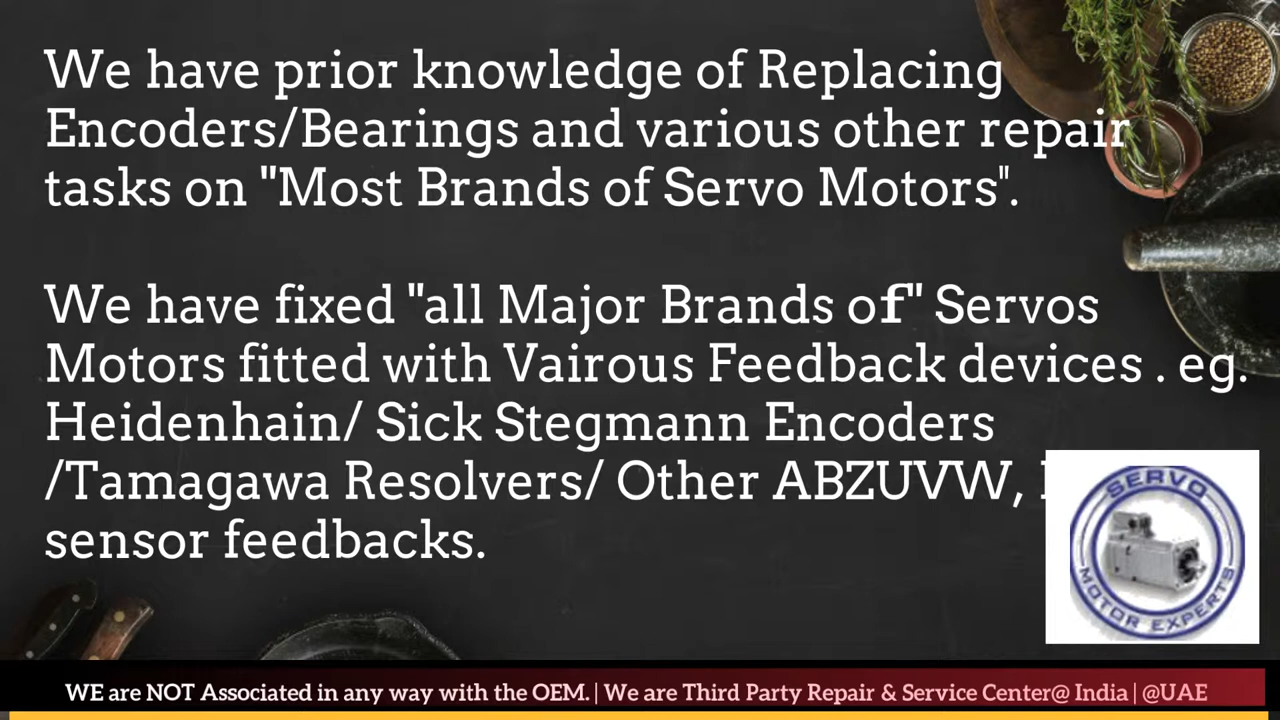 We have prior knowledge of Replacing
Encoders/Bearings and various other repair
tasks on "Most Brands of Servo Motors".
We have fixed "all Major Brands of" Servos
Motors fitted with Vairous Feedback devices . eg.
Heidenhain/ Sick Stegmann Encoders
/Tamagawa Resolvers/ Other ABZUVW,
sensor feedbacks.
SERVO
MOTOR EXPERTS
WE are NOT Associated in any way with the OEM. | We are Third Party Repair & Service Center@ India | @UAE